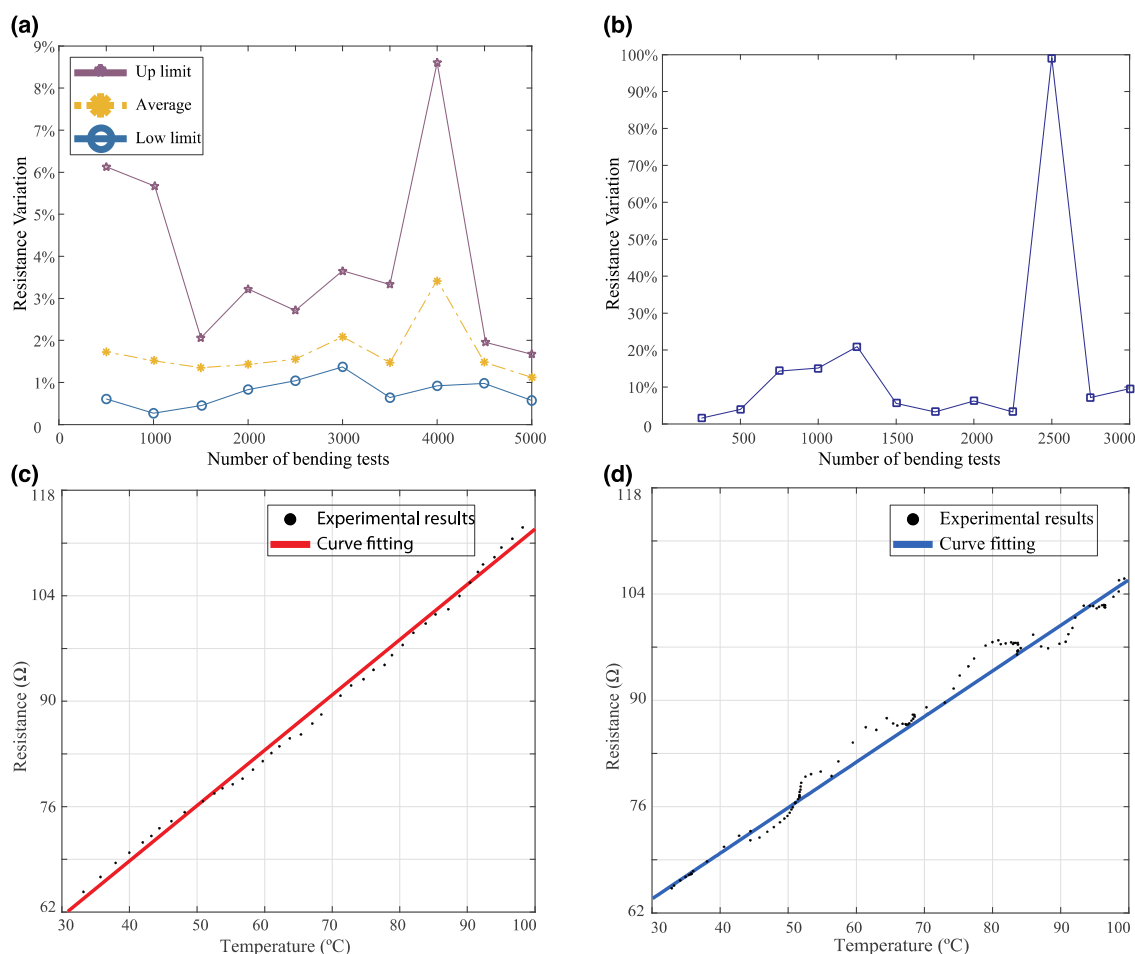 (a)
9%
8%
7%
6%
5%
4%
3%
2%
1%
0
Resistance Variation
Up limit
Average
Low limit
0 1000 2000 3000 4000 5000
Number of bending tests
(b)
100%
90%
80%
70%
60%
50%
40%
30%
20%
10%
0
Resistance Variation
500 1000 1500 2000 2500 3000
Number of bending tests
(c)
118
104
90
76
62
Resistance (Ω)
Experimental results
Curve fitting
30 40 50 60 70 80 90 100
Temperature (ºC)
(d)
118
104
90
76
62
Resistance (Ω)
Experimental results
Curve fitting
30 40 50 60 70 80 90 100
Temperature (ºC)